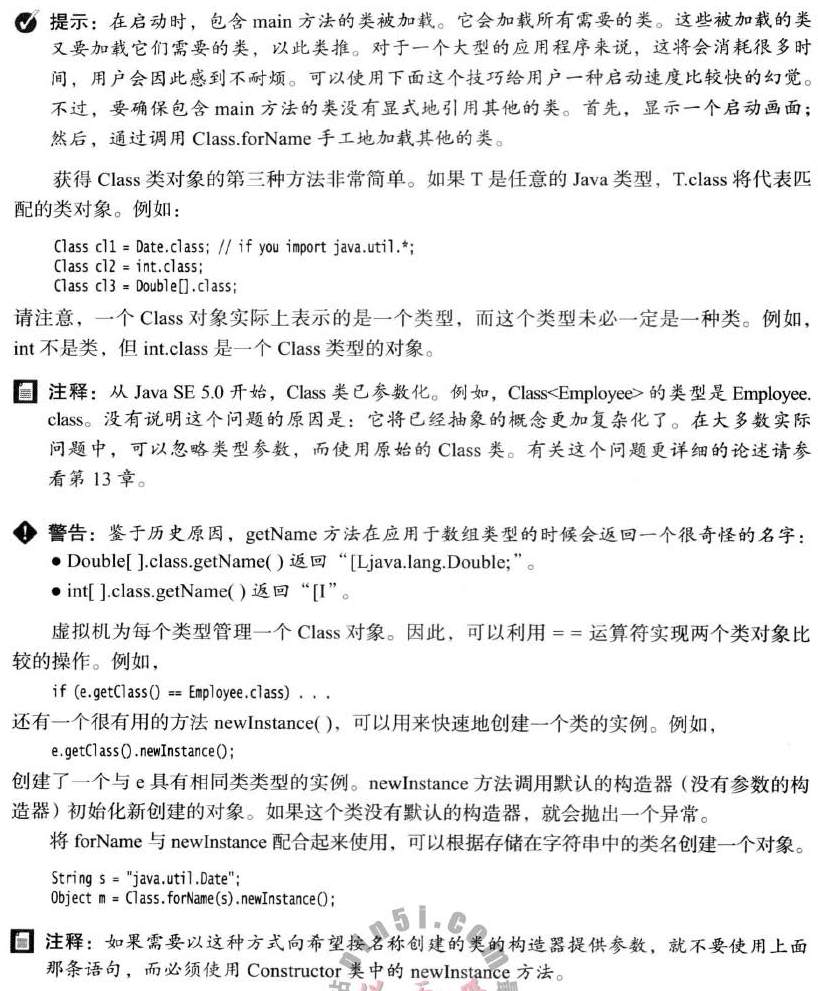 提示：在启动时，包含 main 方法的类被加载。它会加载所有需要的类。这些被加载的类
又要加载它们需要的类，以此类推。对于一个大型的应用程序来说，这将会消耗很多时
间，用户会因此感到不耐烦。可以使用下面这个技巧给用户一种启动速度比较快的幻觉。
不过，要确保包含 main 方法的类没有显式地引用其他的类。首先，显示一个启动画面；
然后，通过调用 Class.forName 手工地加载其他的类。
获得 Class 类对象的第三种方法非常简单。如果 T 是任意的 Java 类型，T.class 将代表匹
配的类对象。例如：
Class cl1 = Date.class; // if you import java.util.*;
Class cl2 = int.class;
Class cl3 = Double[].class;
请注意，一个 Class 对象实际上表示的是一个类型，而这个类型未必一定是一种类。例如，
int 不是类，但 int.class 是一个 Class 类型的对象。
注释：从 Java SE 5.0 开始，Class 类已参数化。例如，Class<Employee> 的类型是 Employee.
class。没有说明这个问题的原因是：它将已经抽象的概念更加复杂化了。在大多数实际
问题中，可以忽略类型参数，而使用原始的 Class 类。有关这个问题更详细的论述请参
看第 13 章。
警告：鉴于历史原因，getName 方法在应用于数组类型的时候会返回一个很奇怪的名字：
● Double[ ].class.getName( ) 返回“[Ljava.lang.Double;”。
● int[ ].class.getName( ) 返回“[I”。
虚拟机为每个类型管理一个 Class 对象。因此，可以利用 = = 运算符实现两个类对象比
较的操作。例如，
if (e.getClass() == Employee.class) . . .
还有一个很有用的方法 newInstance( )，可以用来快速地创建一个类的实例。例如，
e.getClass().newInstance();
创建了一个与 e 具有相同类类型的实例。newInstance 方法调用默认的构造器（没有参数的构
造器）初始化新创建的对象。如果这个类没有默认的构造器，就会抛出一个异常。
将 forName 与 newInstance 配合起来使用，可以根据存储在字符串中的类名创建一个对象。
String s = "java.util.Date";
Object m = Class.forName(s).newInstance();
注释：如果需要以这种方式向希望按名称创建的类的构造器提供参数，就不要使用上面
那条语句，而必须使用 Constructor 类中的 newInstance 方法。